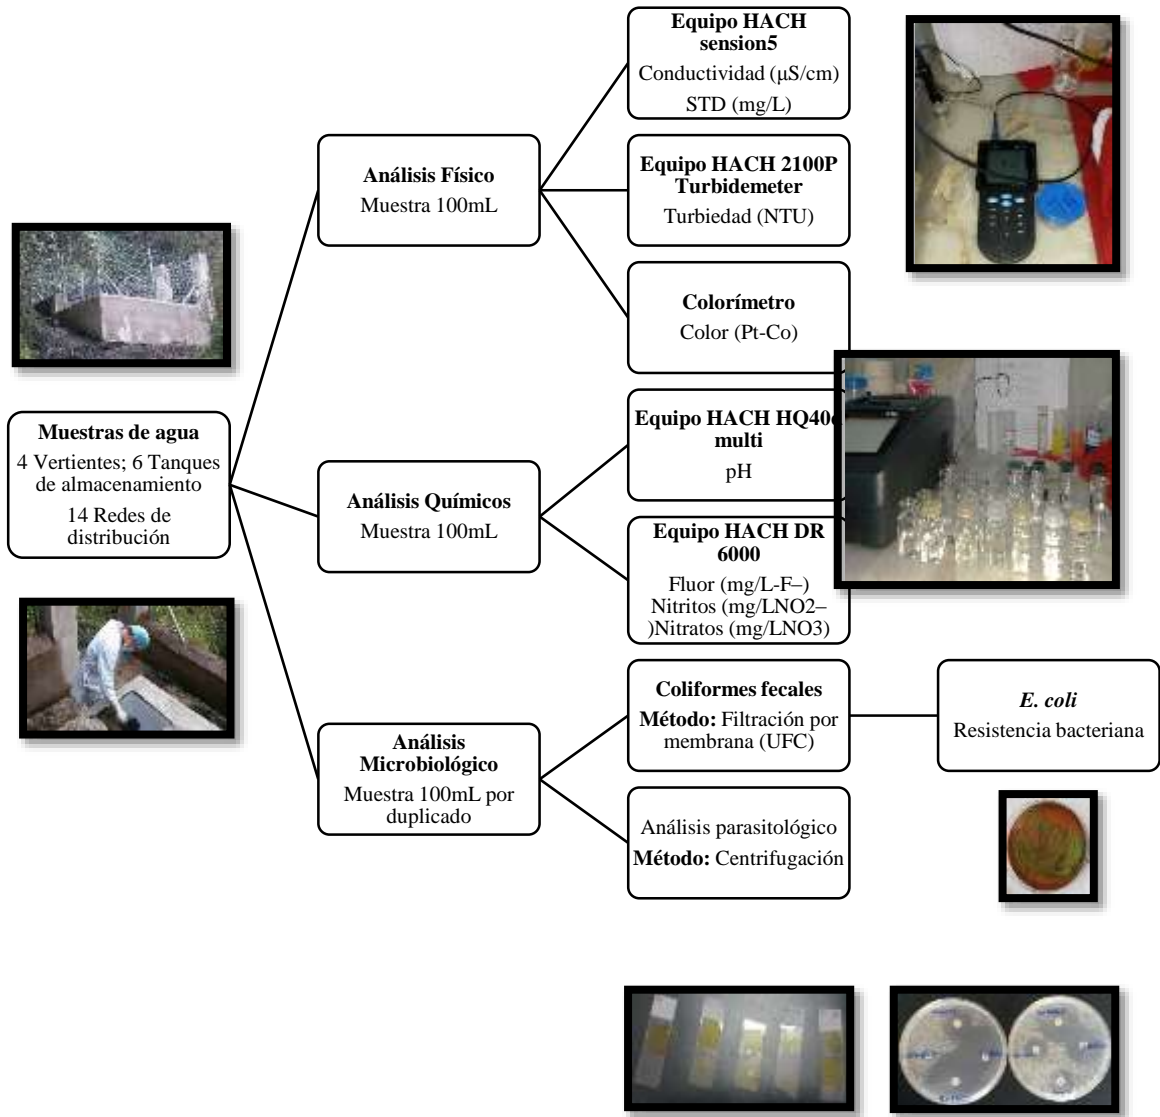 Muestras de agua
4 Vertientes; 6 Tanques
de almacenamiento
14 Redes de
distribución
Análisis Físico
Muestra 100mL
Equipo HACH
sension5
Conductividad (μS/cm)
STD (mg/L)
Equipo HACH 2100P
Turbidemeter
Turbiedad (NTU)
Colorímetro
Color (Pt-Co)
Análisis Químicos
Muestra 100mL
Equipo HACH HQ40d
multi
pH
Equipo HACH DR
6000
Fluor (mg/L-F–)
Nitritos (mg/LNO2–
)Nitratos (mg/LNO3)
Análisis
Microbiológico
Muestra 100mL por
duplicado
Coliformes fecales
Método: Filtración por
membrana (UFC)
E. coli
Resistencia bacteriana
Análisis parasitológico
Método: Centrifugación